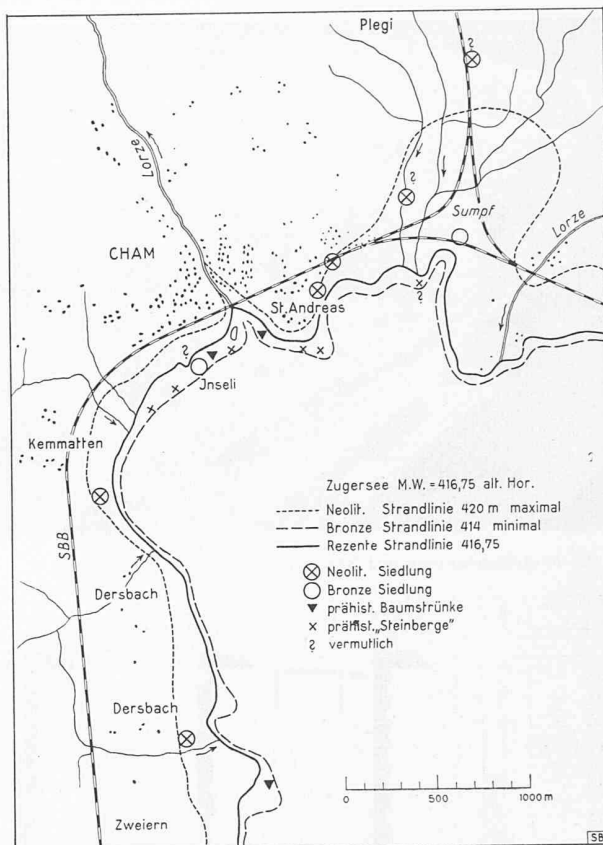 Plegi
?
Lorze
?
Sumpf
Lorze
CHAM
St. Andreas
?
?
Jnseli
Kemmatten
Zugersee M.W. = 416,75 alt. Hor.
Neolit. Strandlinie 420 m maximal
Bronze Strandlinie 414 minimal
Rezente Strandlinie 416,75
SBB
Neolit. Siedlung
Bronze Siedlung
prähist. Baumstrünke
prähist. „Steinberge"
? vermutlich
Dersbach
Dersbach
0 500 1000 m
Zweiern